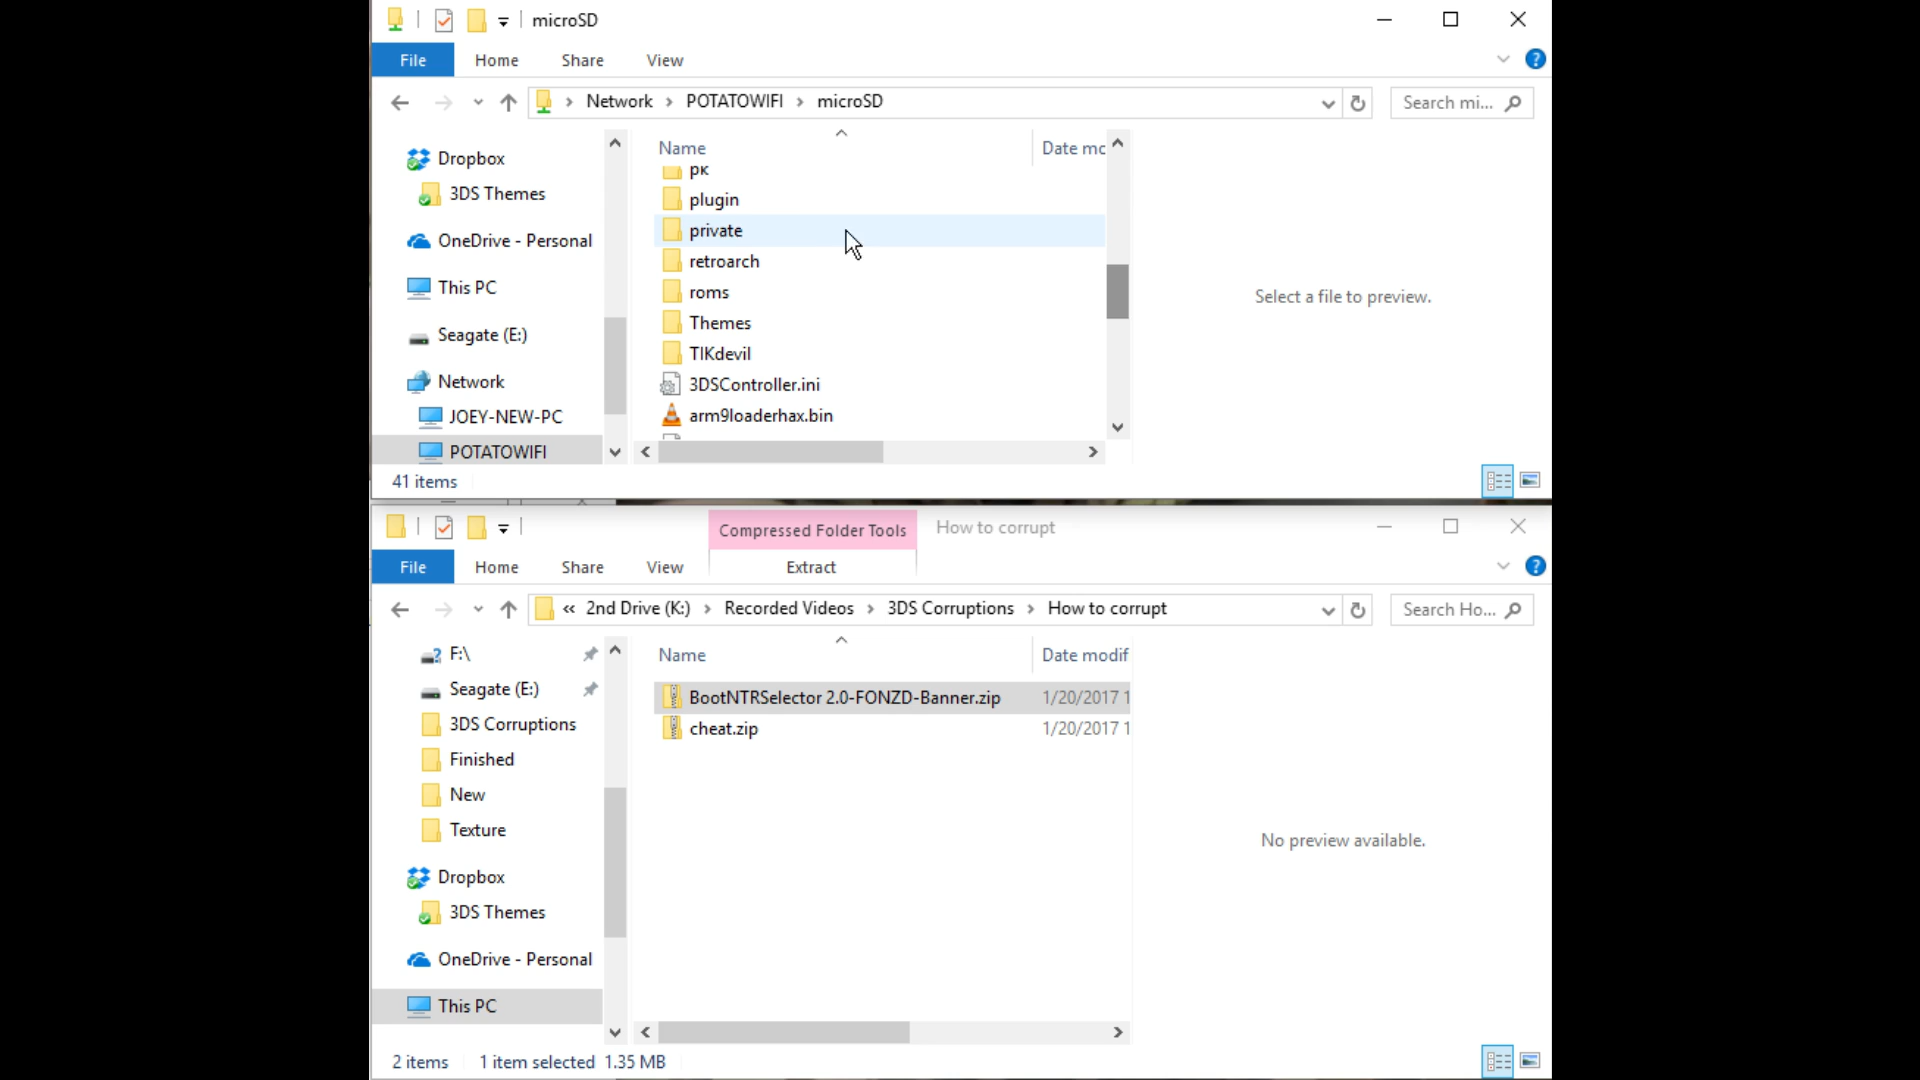 microSD
File Home Share View
Network > POTATOWIFI > microSD
Search mi...
Dropbox
3DS Themes
OneDrive - Personal
This PC
Seagate (E:)
Network
JOEY-NEW-PC
POTATOWIFI
Name Date mc
pk
plugin
private
retroarch
roms
Themes
TIKdevil
3DSController.ini
arm9loaderhax.bin
Select a file to preview.
41 items
Compressed Folder Tools How to corrupt
File Home Share View Extract
« 2nd Drive (K:) > Recorded Videos > 3DS Corruptions > How to corrupt
Search Ho...
F:\
Seagate (E:)
3DS Corruptions
Finished
New
Texture
Dropbox
3DS Themes
OneDrive - Personal
This PC
Name Date modif
BootNTRSelector 2.0-FONZD-Banner.zip 1/20/2017 1
cheat.zip 1/20/2017 1
No preview available.
2 items 1 item selected 1.35 MB